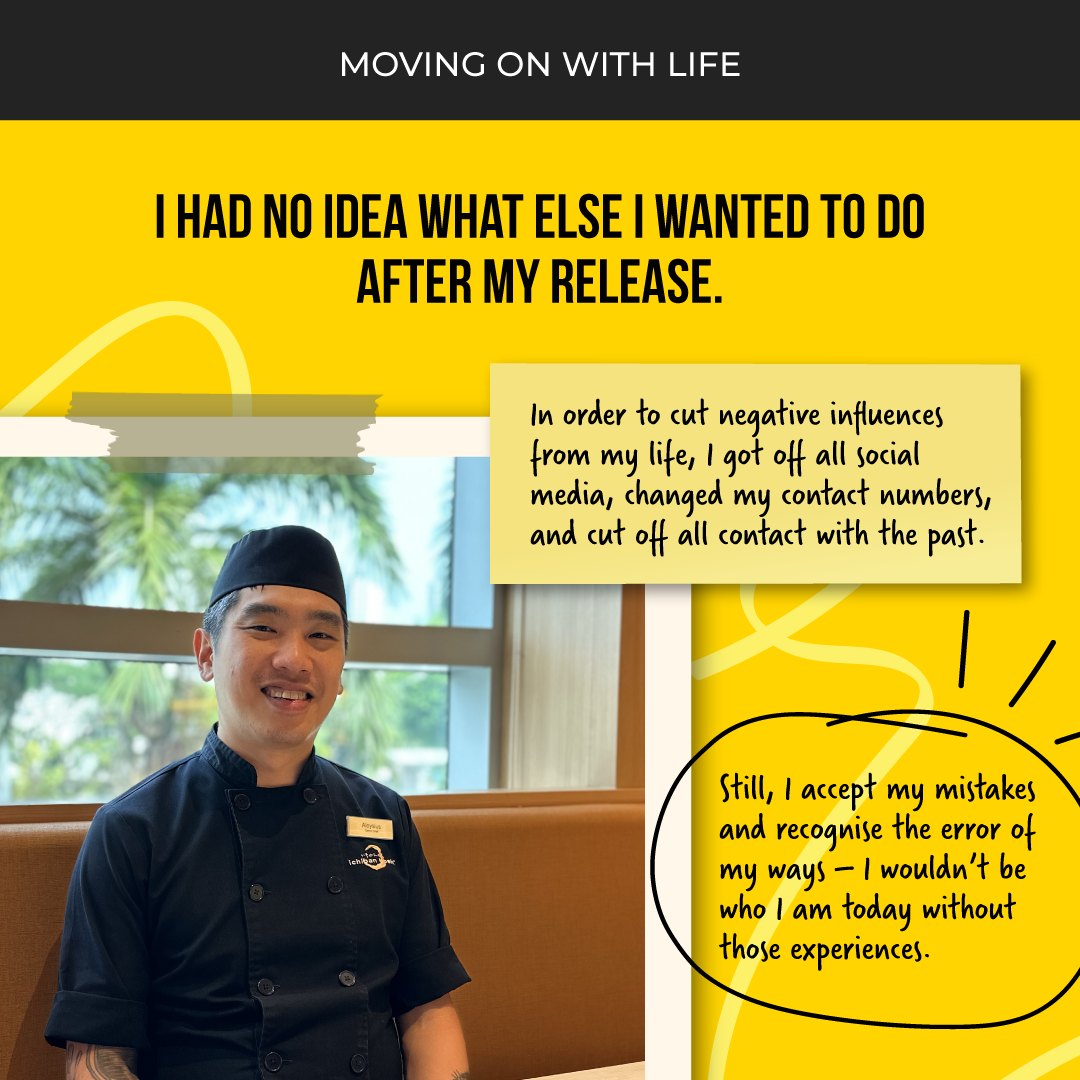 MOVING ON WITH LIFE
I HAD NO IDEA WHAT ELSE I WANTED TO DO
AFTER MY RELEASE.
In order to cut negative influences
from my life, I got off all social
media, changed my contact numbers,
and cut off all contact with the past.
Still, I accept my mistakes
and recognise the error of
my ways – I wouldn't be
who I am today without
those experiences.
Aloysius